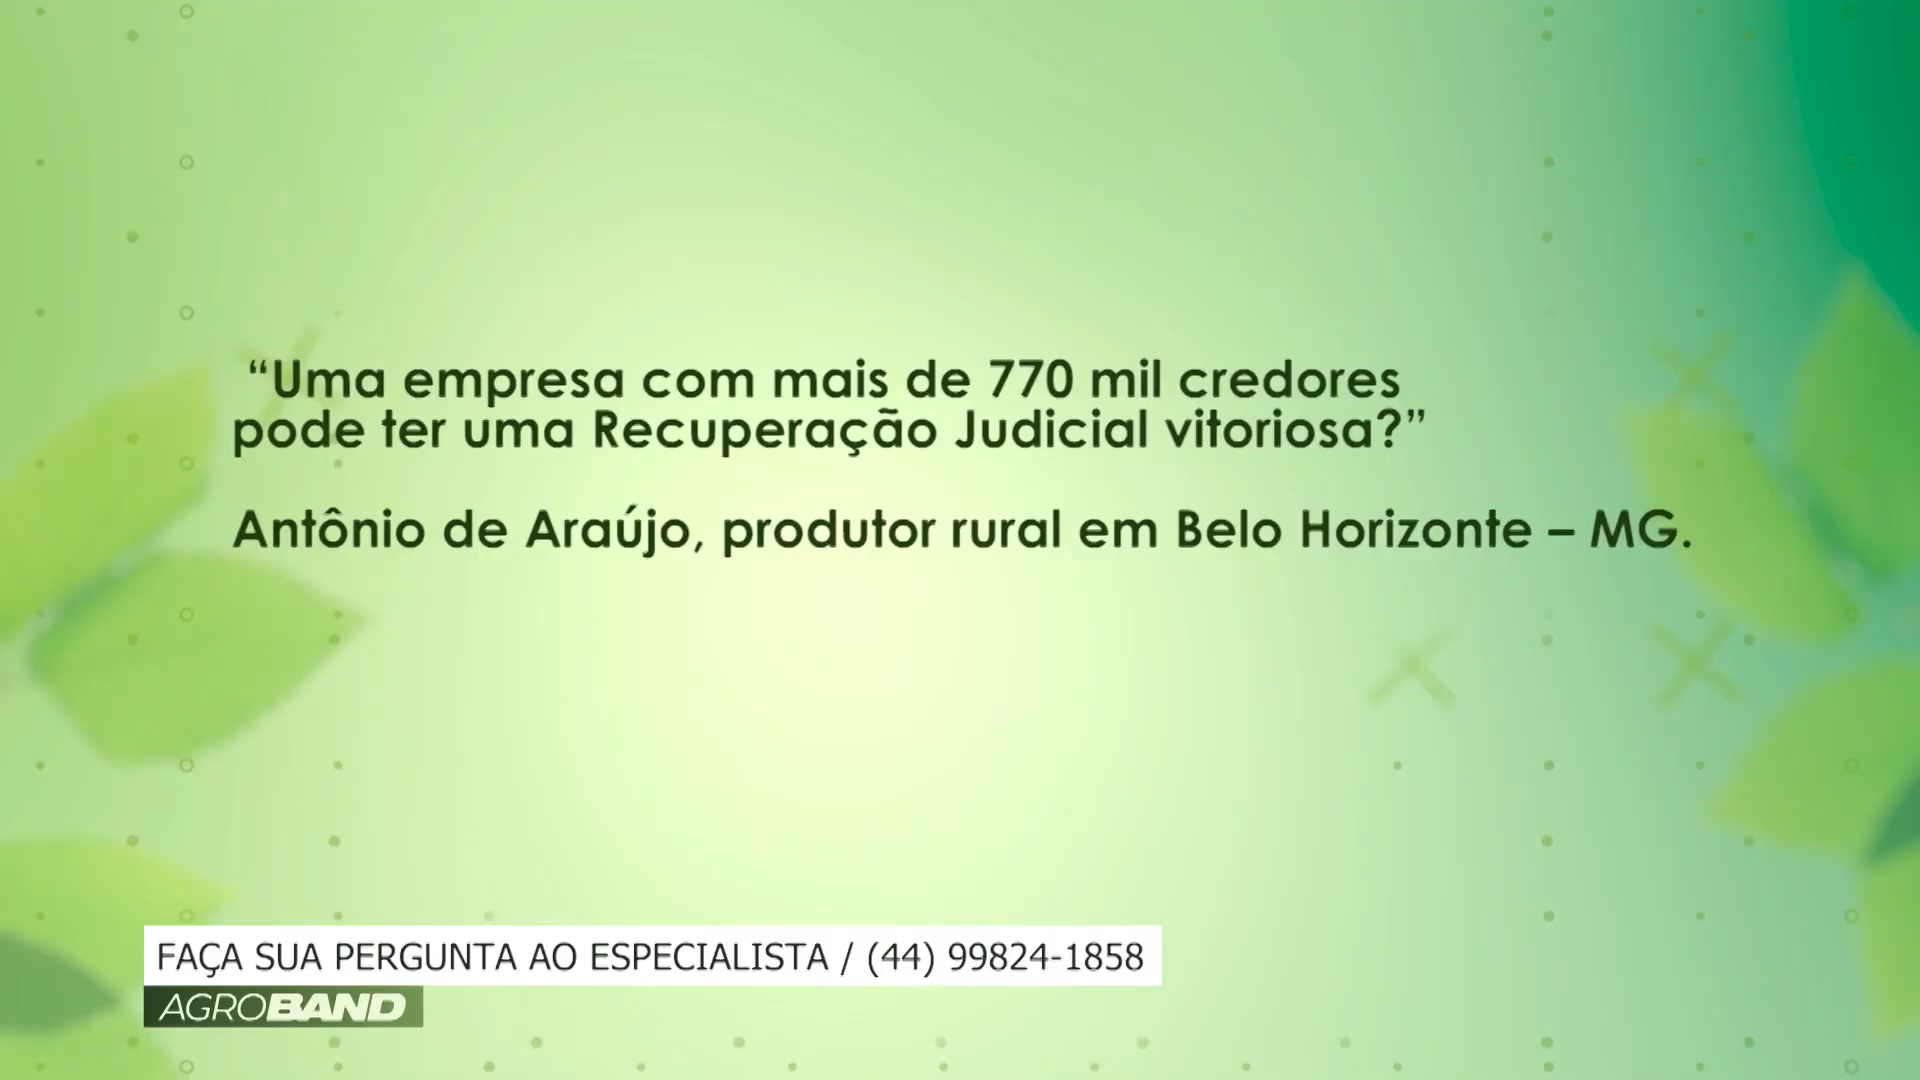 “Uma empresa com mais de 770 mil credores
pode ter uma Recuperação Judicial vitoriosa?”
Antônio de Araújo, produtor rural em Belo Horizonte – MG.
FAÇA SUA PERGUNTA AO ESPECIALISTA / (44) 99824-1858
AGROBAND